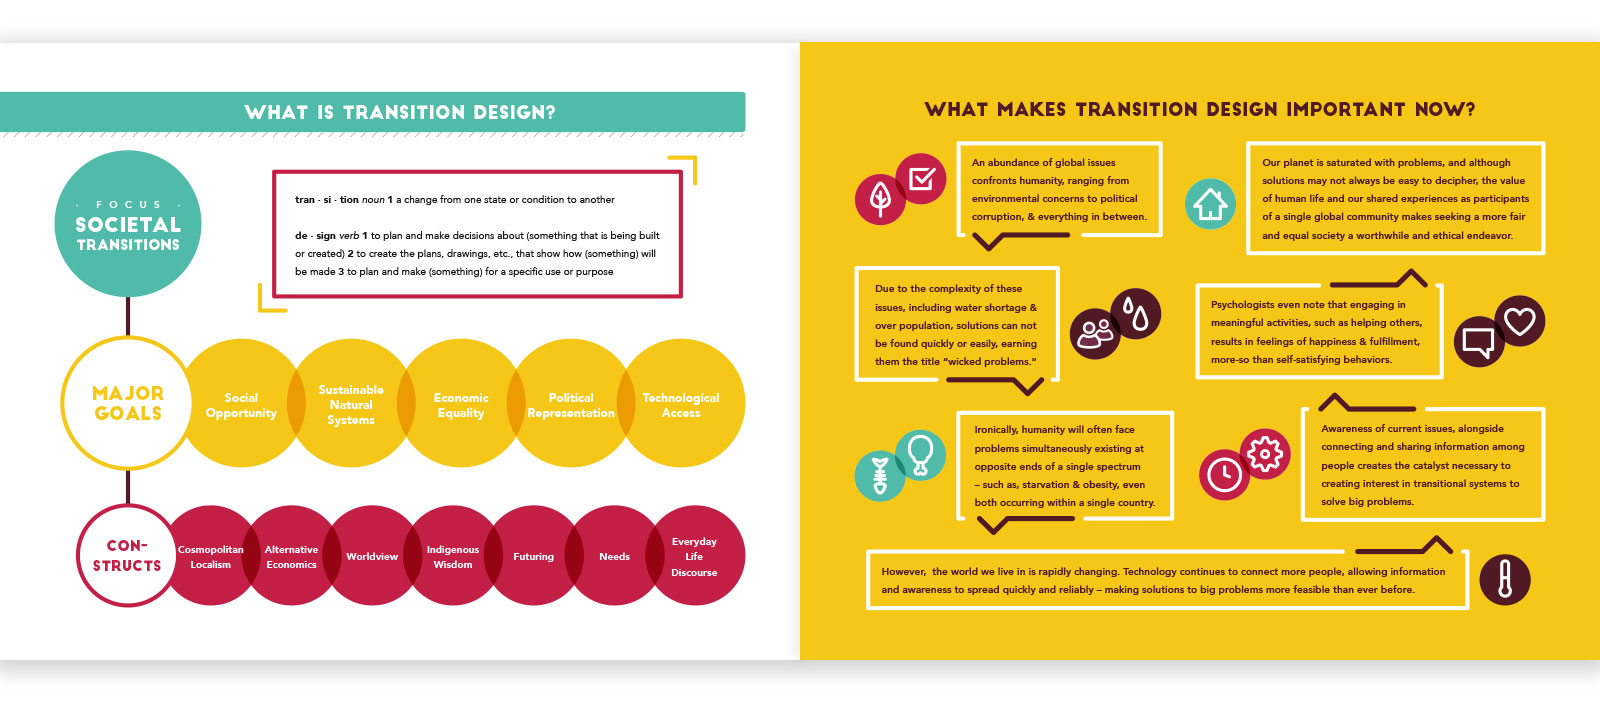 WHAT IS TRANSITION DESIGN?
· FOCUS ·
SOCIETAL
TRANSITIONS
tran · si · tion noun 1 a change from one state or condition to another
de · sign verb 1 to plan and make decisions about (something that is being built
or created) 2 to create the plans, drawings, etc., that show how (something) will
be made 3 to plan and make (something) for a specific use or purpose
MAJOR
GOALS
Social
Opportunity
Sustainable
Natural
Systems
Economic
Equality
Political
Representation
Technological
Access
CON-
STRUCTS
Cosmopolitan
Localism
Alternative
Economics
Worldview
Indigenous
Wisdom
Futuring
Needs
Everyday
Life
Discourse
WHAT MAKES TRANSITION DESIGN IMPORTANT NOW?
An abundance of global issues
confronts humanity, ranging from
environmental concerns to political
corruption, & everything in between.
Due to the complexity of these
issues, including water shortage &
over population, solutions can not
be found quickly or easily, earning
them the title “wicked problems.”
Ironically, humanity will often face
problems simultaneously existing at
opposite ends of a single spectrum
– such as, starvation & obesity, even
both occurring within a single country.
Our planet is saturated with problems, and although
solutions may not always be easy to decipher, the value
of human life and our shared experiences as participants
of a single global community makes seeking a more fair
and equal society a worthwhile and ethical endeavor.
Psychologists even note that engaging in
meaningful activities, such as helping others,
results in feelings of happiness & fulfillment,
more-so than self-satisfying behaviors.
Awareness of current issues, alongside
connecting and sharing information among
people creates the catalyst necessary to
creating interest in transitional systems to
solve big problems.
However, the world we live in is rapidly changing. Technology continues to connect more people, allowing information
and awareness to spread quickly and reliably – making solutions to big problems more feasible than ever before.